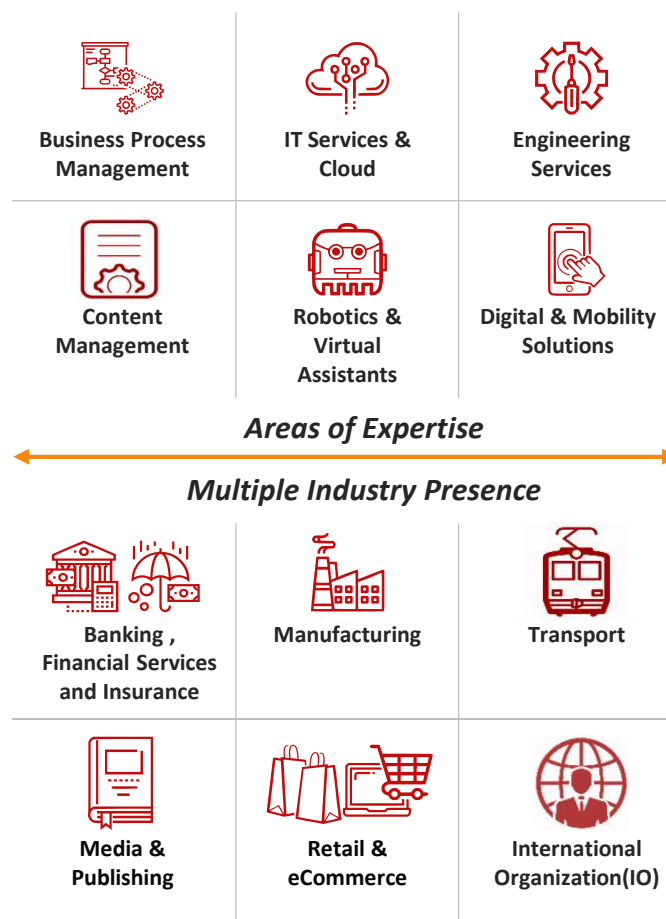 Business Process
Management
IT Services &
Cloud
Engineering
Services
Content
Management
Robotics &
Virtual
Assistants
Digital & Mobility
Solutions
Areas of Expertise
Multiple Industry Presence
Banking ,
Financial Services
and Insurance
Manufacturing
Transport
Media &
Publishing
Retail &
eCommerce
International
Organization(IO)